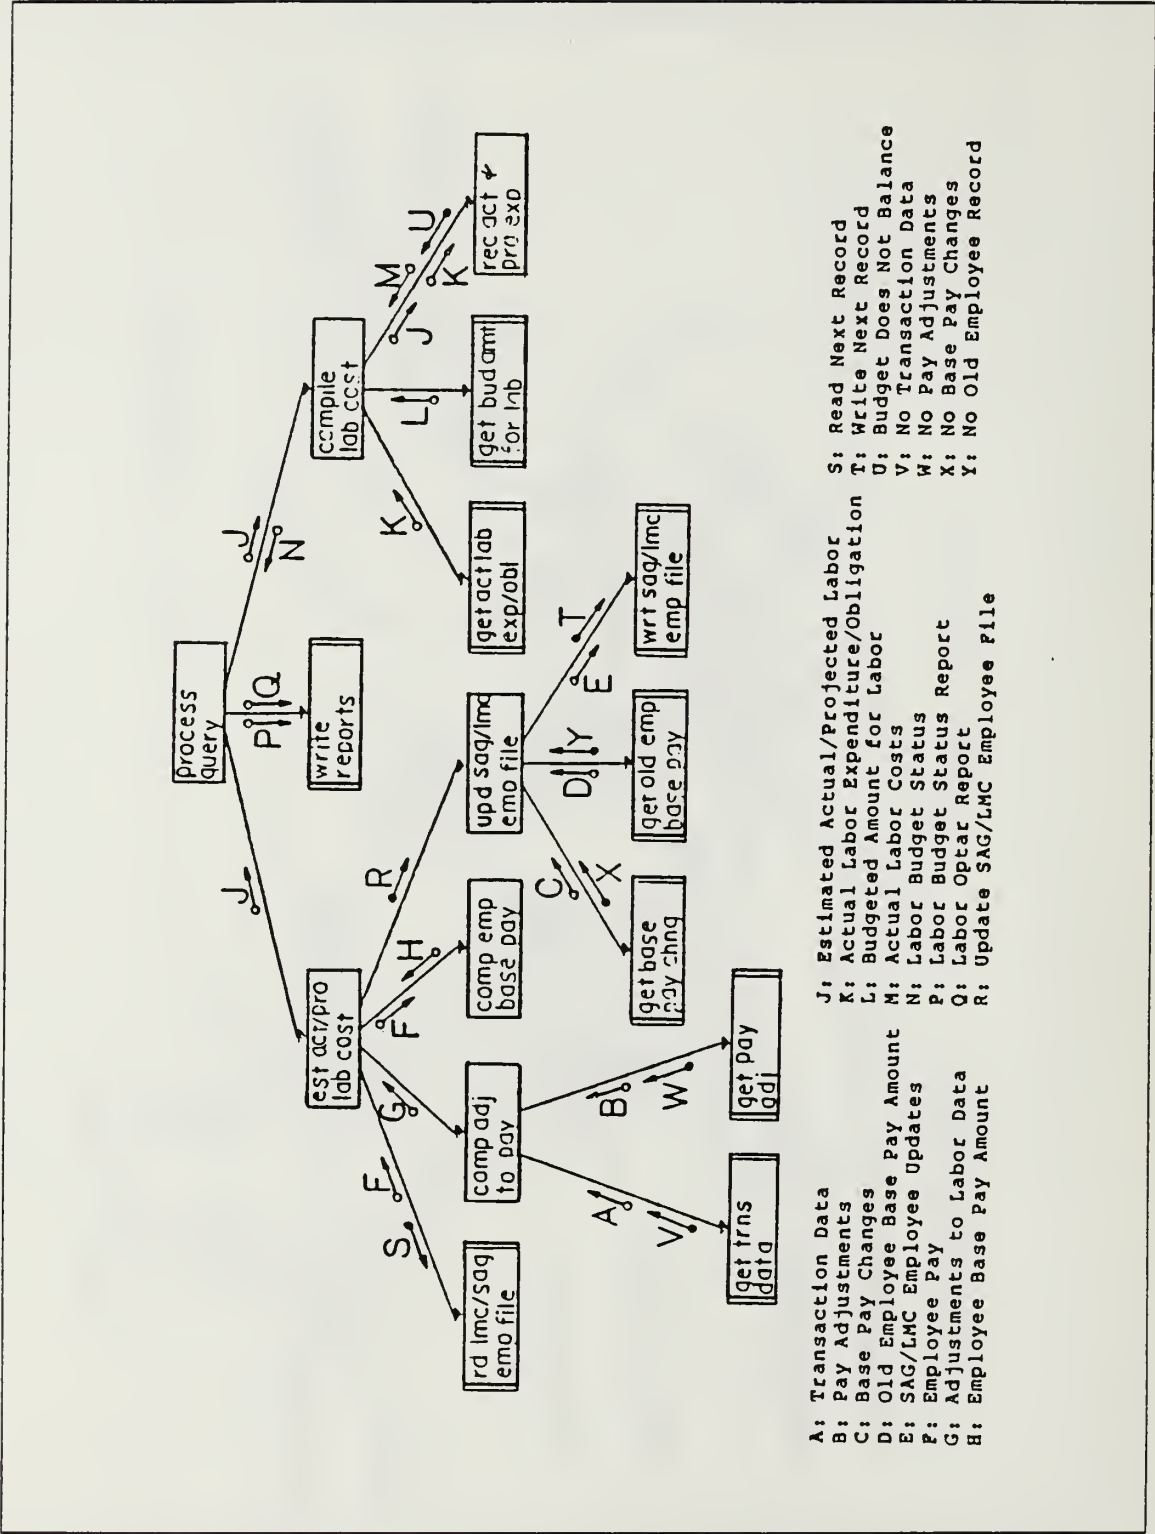 process
query
J
P
Q
J
N
est act/pro
lab cost
write
reports
compile
lab cost
S
F
G
F
H
R
K
L
J
M
K
U
rd lmc/sag
emo file
comp adj
to pay
comp emp
base pay
upd sag/lmc
emo file
get act lab
exp/obl
get bud amt
for lab
rec act &
pro exp
A
V
B
W
C
X
D
Y
E
T
get base
pay chng
get old emp
base pay
wrt sag/lmc
emp file
get trns
data
get pay
adj
A: Transaction Data
B: Pay Adjustments
C: Base Pay Changes
D: Old Employee Base Pay Amount
E: SAG/LMC Employee Updates
F: Employee Pay
G: Adjustments to Labor Data
H: Employee Base Pay Amount
J: Estimated Actual/Projected Labor
K: Actual Labor Expenditure/Obligation
L: Budgeted Amount for Labor
M: Actual Labor Costs
N: Labor Budget Status
P: Labor Budget Status Report
Q: Labor Optar Report
R: Update SAG/LMC Employee File
S: Read Next Record
T: Write Next Record
U: Budget Does Not Balance
V: No Transaction Data
W: No Pay Adjustments
X: No Base Pay Changes
Y: No Old Employee Record